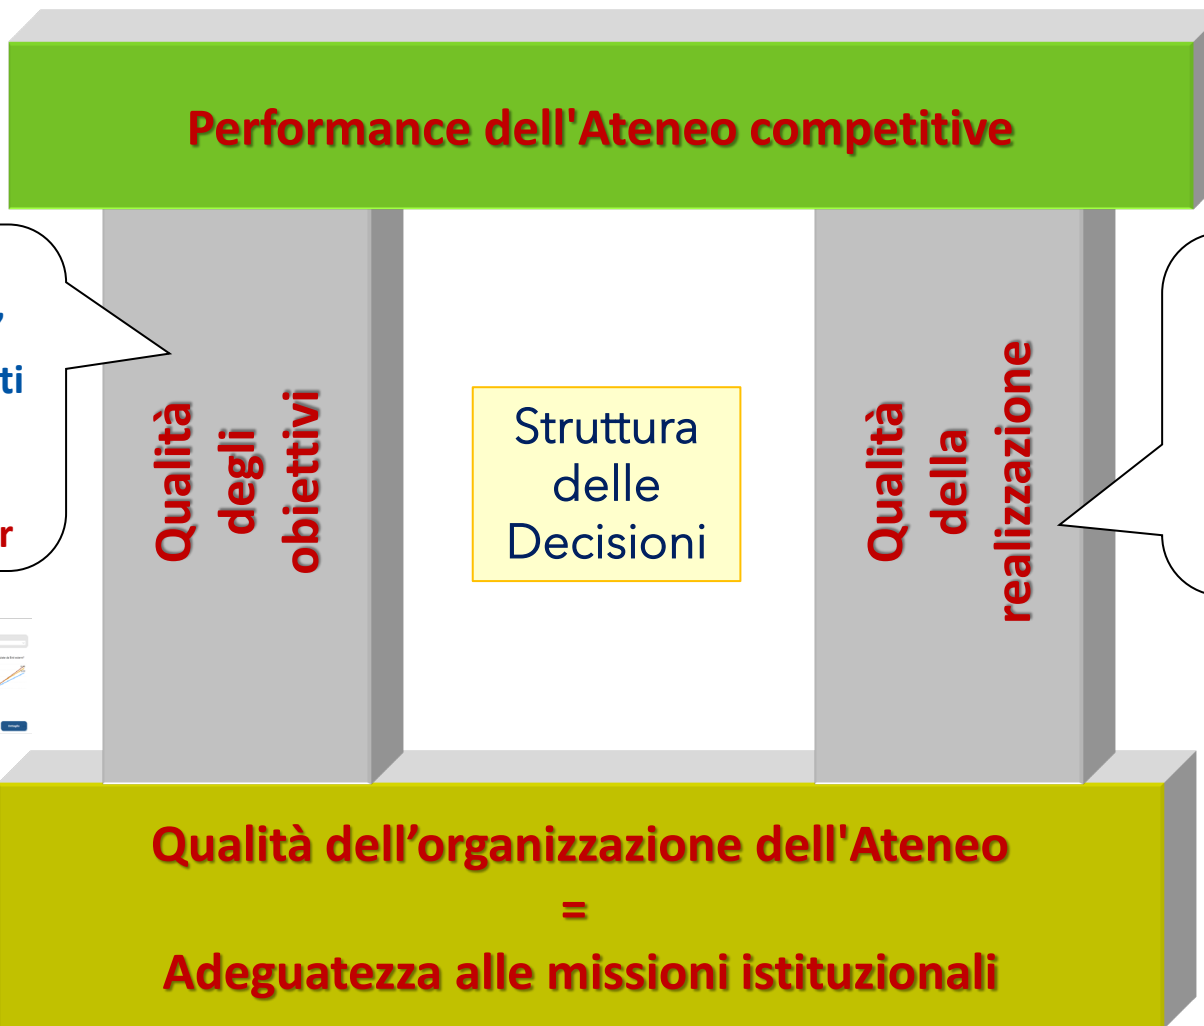 Performance dell'Ateneo competitive
ti
r
Qualità
degli
obiettivi
Struttura
delle
Decisioni
Qualità
della
realizzazione
Qualità dell’organizzazione dell'Ateneo
=
Adeguatezza alle missioni istituzionali